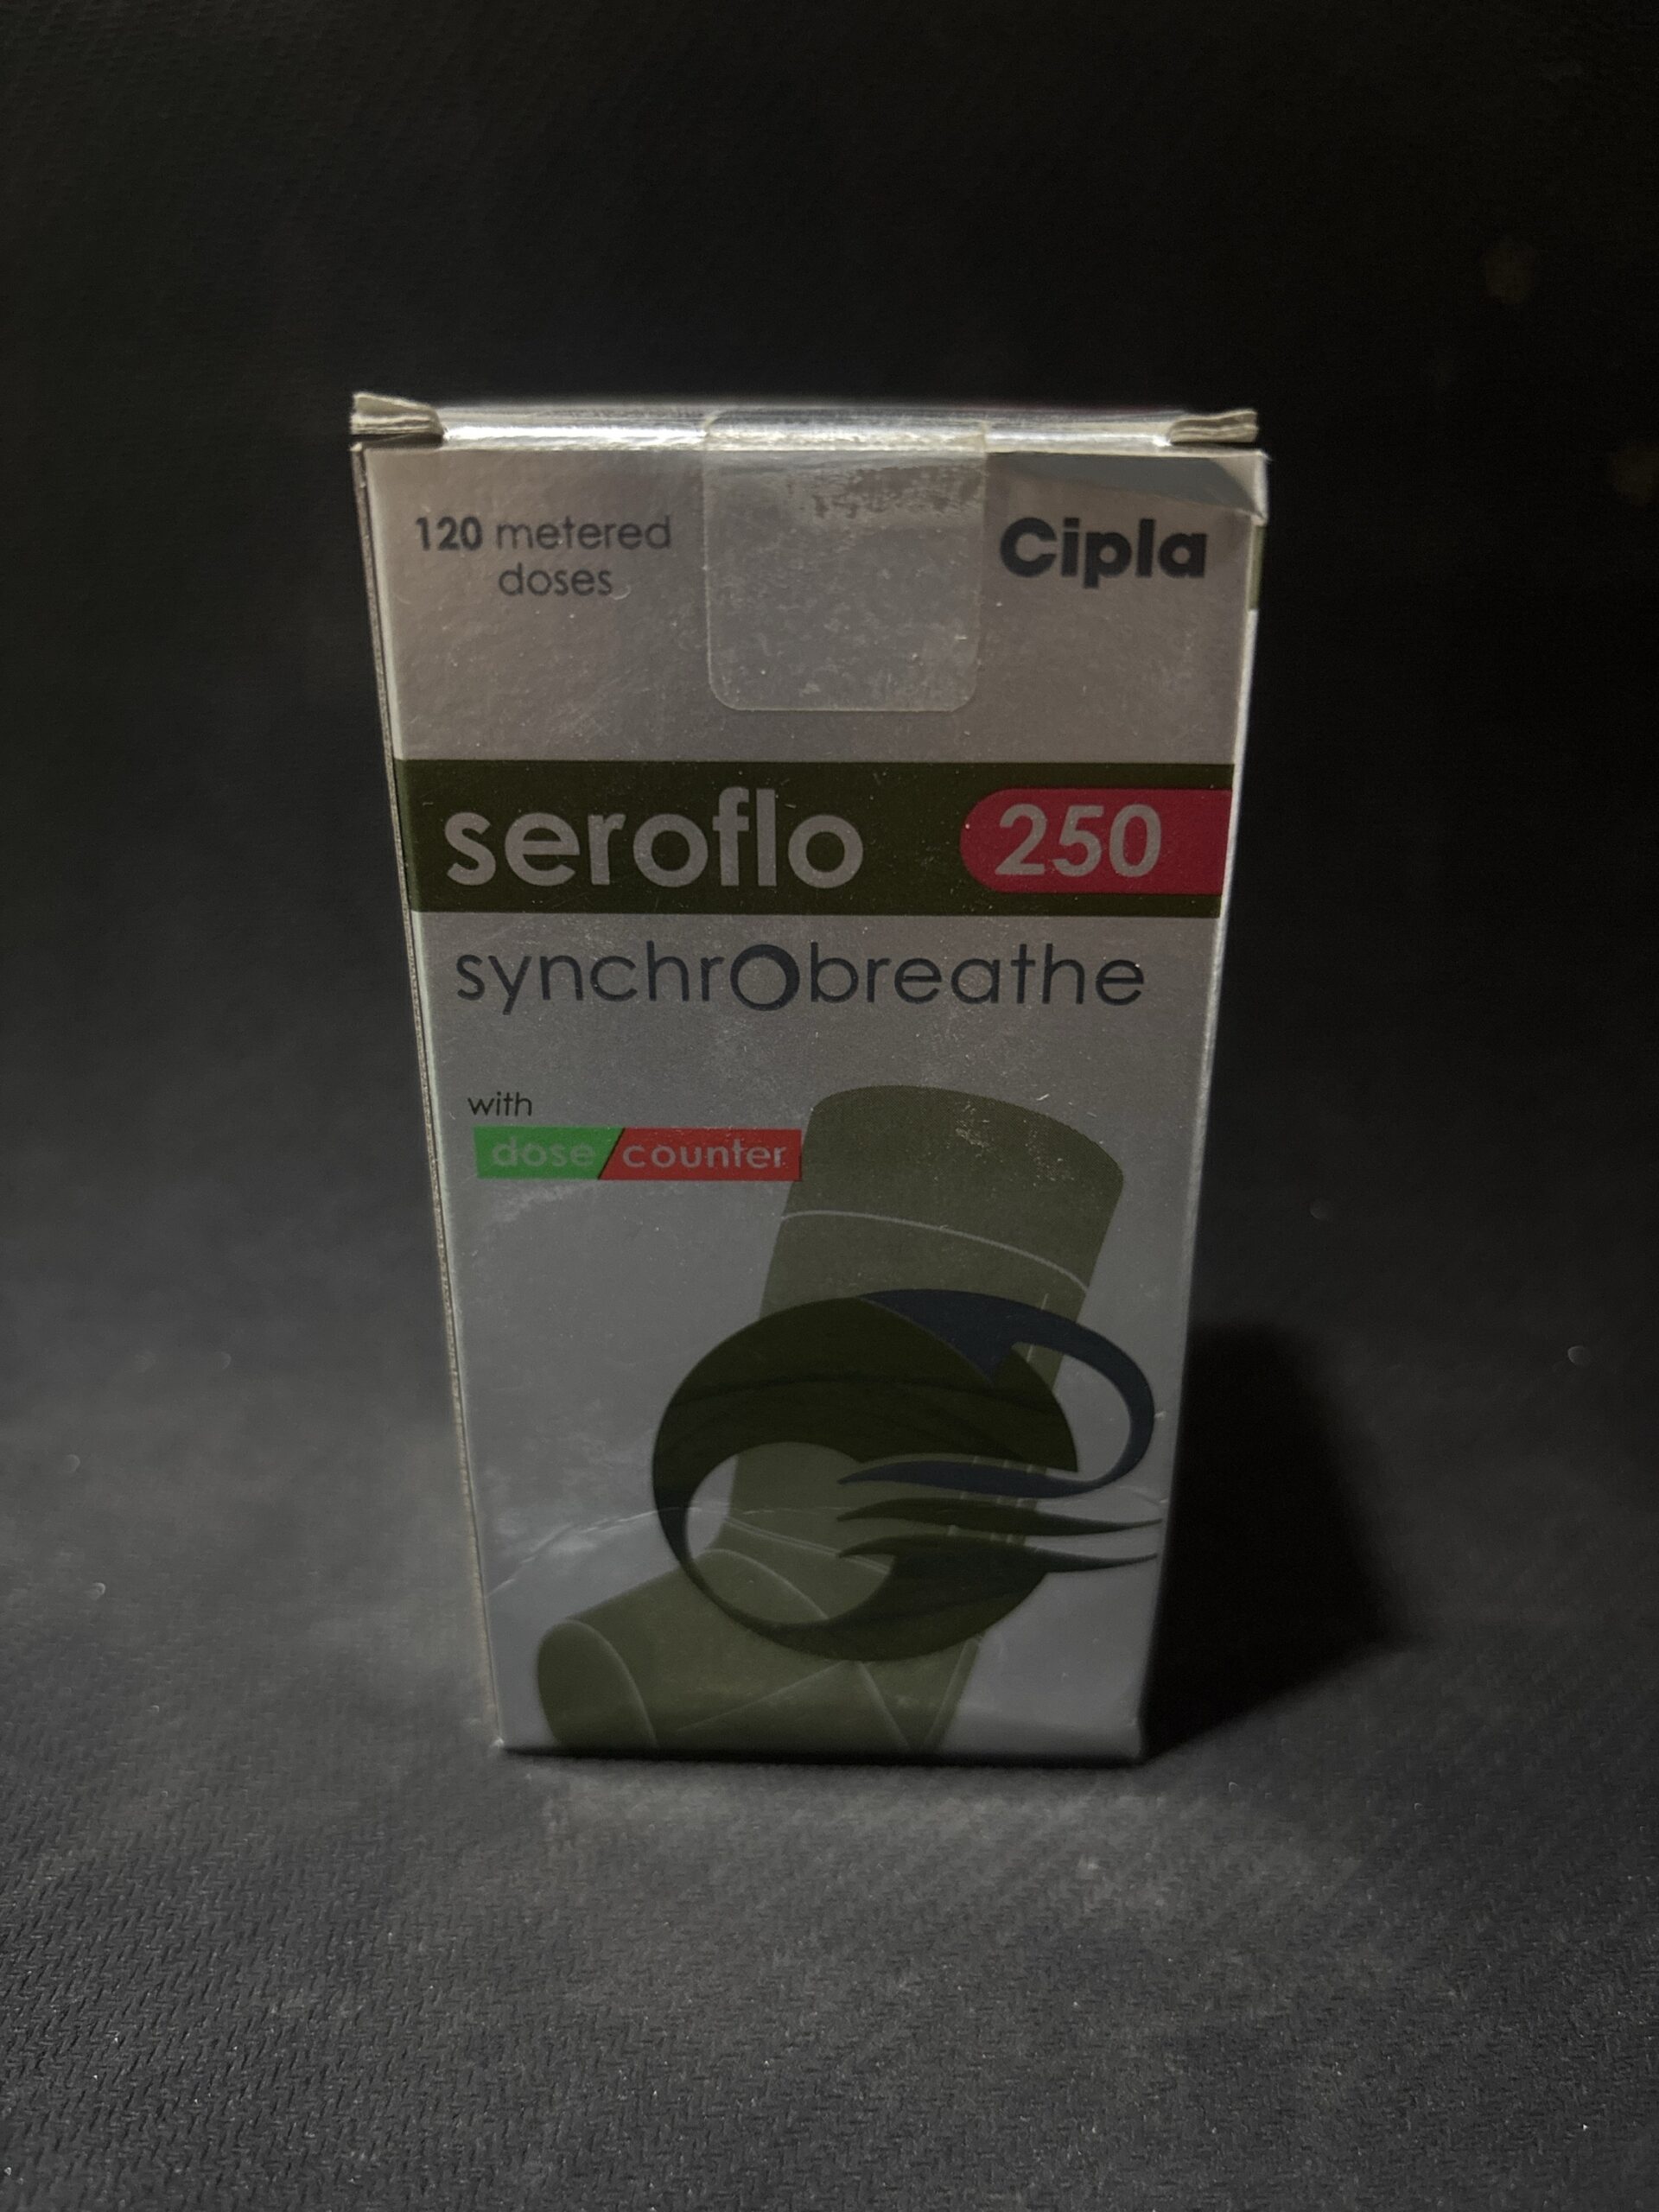 120 metered
doses
Cipla
seroflo 250
synchrobreathe
with
dose counter